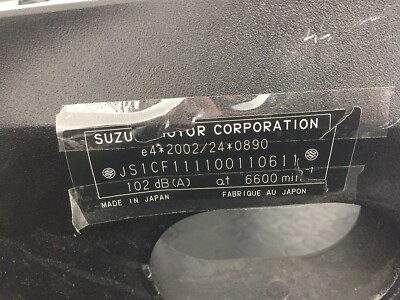 SUZUKI MOTOR CORPORATION
e4*2002/24*0890
JS1CF111100110611
102 dB(A) at 6600 min⁻¹
MADE IN JAPAN FABRIQUE AU JAPON